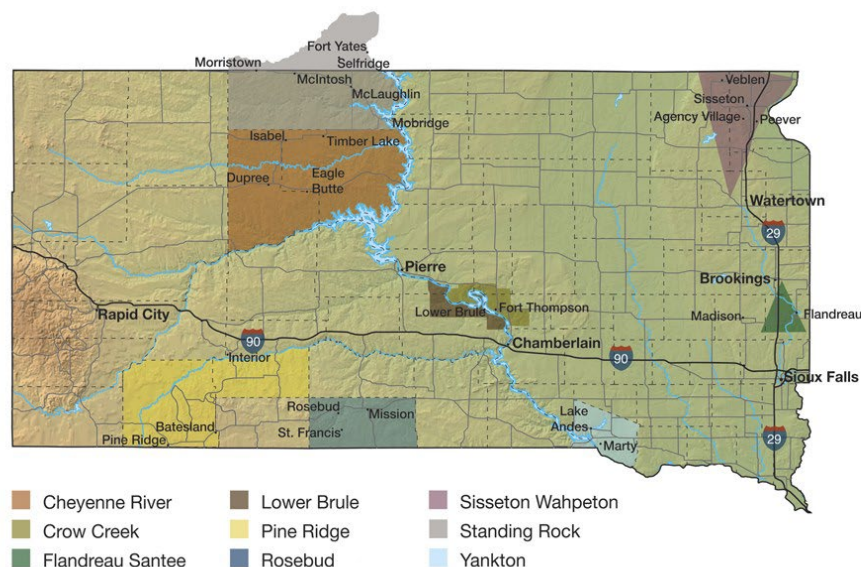 Fort Yates
Morristown
Selfridge
McIntosh
McLaughlin
Mobridge
Veblen
Sisseton
Agency Village
Peever
Isabel
Timber Lake
Dupree
Eagle
Butte
Watertown
29
Pierre
Brookings
Rapid City
Lower Brule
Fort Thompson
Madison
Flandreau
90
Chamberlain
Interior
90
Sioux Falls
Rosebud
Mission
Batesland
St. Francis
Pine Ridge
Lake
Andes
Marty
29
Cheyenne River
Lower Brule
Sisseton Wahpeton
Crow Creek
Pine Ridge
Standing Rock
Flandreau Santee
Rosebud
Yankton